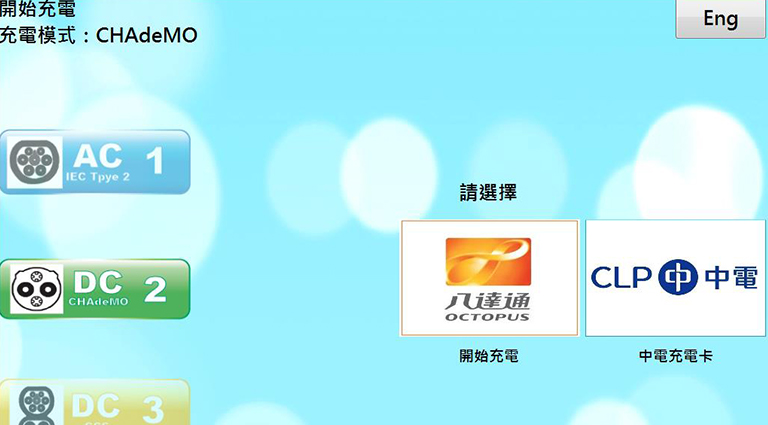 開始充電
充電模式：CHAdeMO
Eng
AC 1
IEC Tpye 2
請選擇
DC 2
CHAdeMO
八達通
OCTOPUS
CLP 中 中電
開始充電
中電充電卡
DC 3